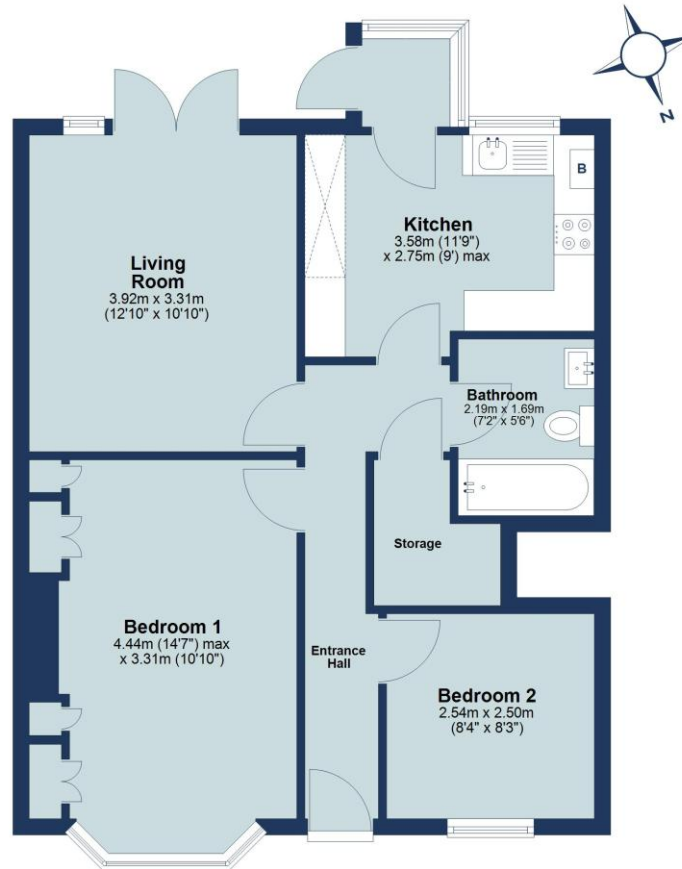 N
B
Kitchen
3.58m (11'9")
x 2.75m (9') max
Living
Room
3.92m x 3.31m
(12'10" x 10'10")
Bathroom
2.19m x 1.69m
(7'2" x 5'6")
Storage
Bedroom 1
4.44m (14'7") max
x 3.31m (10'10")
Entrance
Hall
Bedroom 2
2.54m x 2.50m
(8'4" x 8'3")